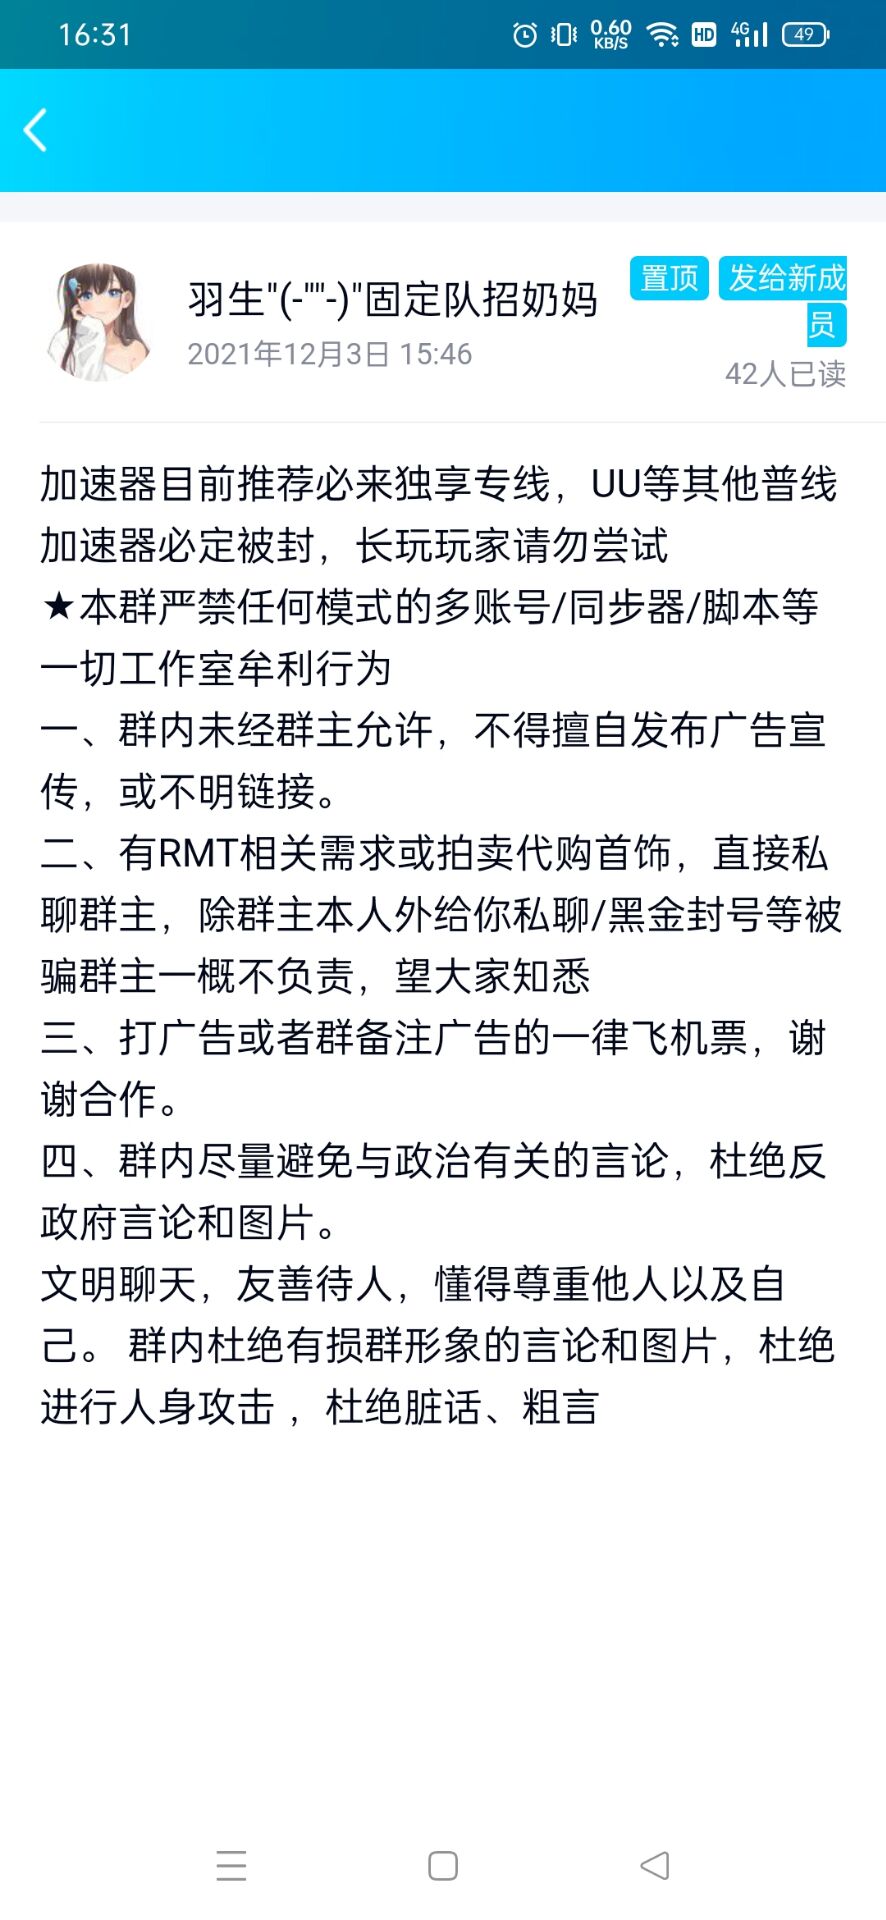 16:31
0.60
KB/S
HD
4G
49
羽生"(-""-)"固定队招奶妈
置顶
发给新成
员
2021年12月3日 15:46
42人已读
加速器目前推荐必来独享专线，UU等其他普线
加速器必定被封，长玩玩家请勿尝试
★本群严禁任何模式的多账号/同步器/脚本等
一切工作室牟利行为
一、群内未经群主允许，不得擅自发布广告宣
传，或不明链接。
二、有RMT相关需求或拍卖代购首饰，直接私
聊群主，除群主本人外给你私聊/黑金封号等被
骗群主一概不负责，望大家知悉
三、打广告或者群备注广告的一律飞机票，谢
谢合作。
四、群内尽量避免与政治有关的言论，杜绝反
政府言论和图片。
文明聊天，友善待人，懂得尊重他人以及自
己。 群内杜绝有损群形象的言论和图片，杜绝
进行人身攻击 ，杜绝脏话、粗言